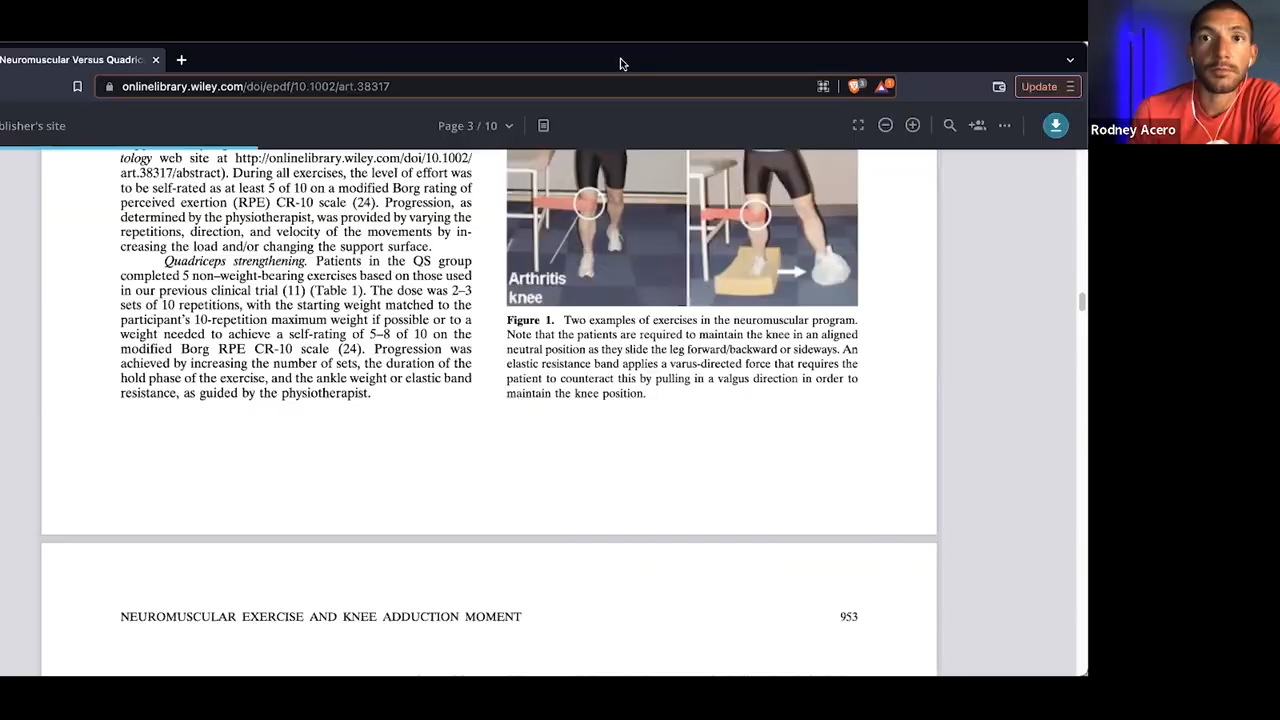 Neuromuscular Versus Quadric
onlinelibrary.wiley.com/doi/epdf/10.1002/art.38317
3
1
Update
blisher's site
Page 3 / 10
Rodney Acero
tology web site at http://onlinelibrary.wiley.com/doi/10.1002/
art.38317/abstract). During all exercises, the level of effort was
to be self-rated as at least 5 of 10 on a modified Borg rating of
perceived exertion (RPE) CR-10 scale (24). Progression, as
determined by the physiotherapist, was provided by varying the
repetitions, direction, and velocity of the movements by in-
creasing the load and/or changing the support surface.
Quadriceps strengthening. Patients in the QS group
completed 5 non–weight-bearing exercises based on those used
in our previous clinical trial (11) (Table 1). The dose was 2–3
sets of 10 repetitions, with the starting weight matched to the
participant's 10-repetition maximum weight if possible or to a
weight needed to achieve a self-rating of 5–8 of 10 on the
modified Borg RPE CR-10 scale (24). Progression was
achieved by increasing the number of sets, the duration of the
hold phase of the exercise, and the ankle weight or elastic band
resistance, as guided by the physiotherapist.
Arthritis
knee
Figure 1. Two examples of exercises in the neuromuscular program.
Note that the patients are required to maintain the knee in an aligned
neutral position as they slide the leg forward/backward or sideways. An
elastic resistance band applies a varus-directed force that requires the
patient to counteract this by pulling in a valgus direction in order to
maintain the knee position.
NEUROMUSCULAR EXERCISE AND KNEE ADDUCTION MOMENT
953